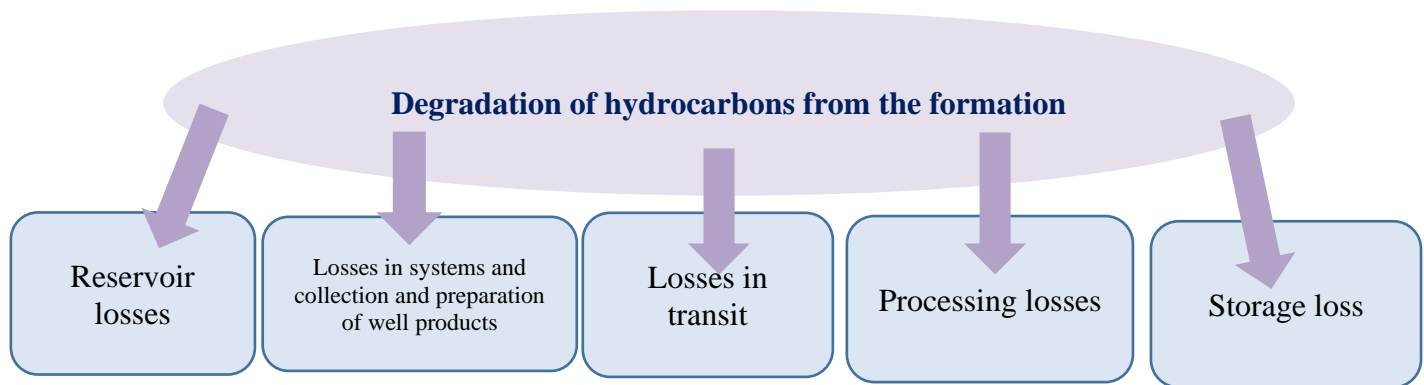 Degradation of hydrocarbons from the formation
Reservoir
losses
Losses in systems and
collection and preparation
of well products
Losses in
transit
Processing losses
Storage loss